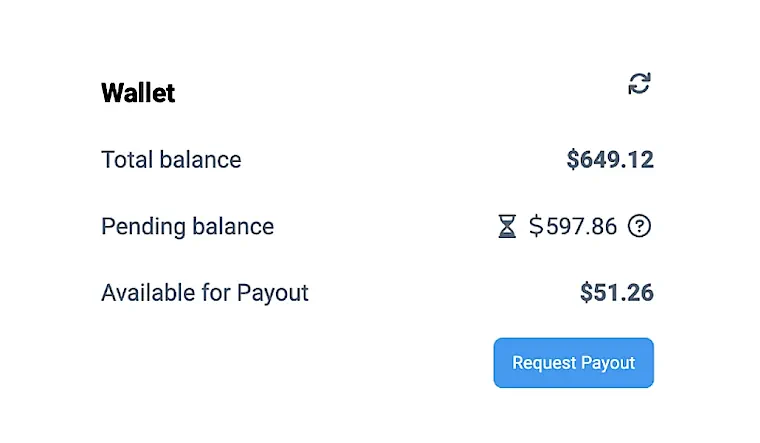 Wallet
Total balance $649.12
Pending balance $597.86 ?
Available for Payout $51.26
Request Payout